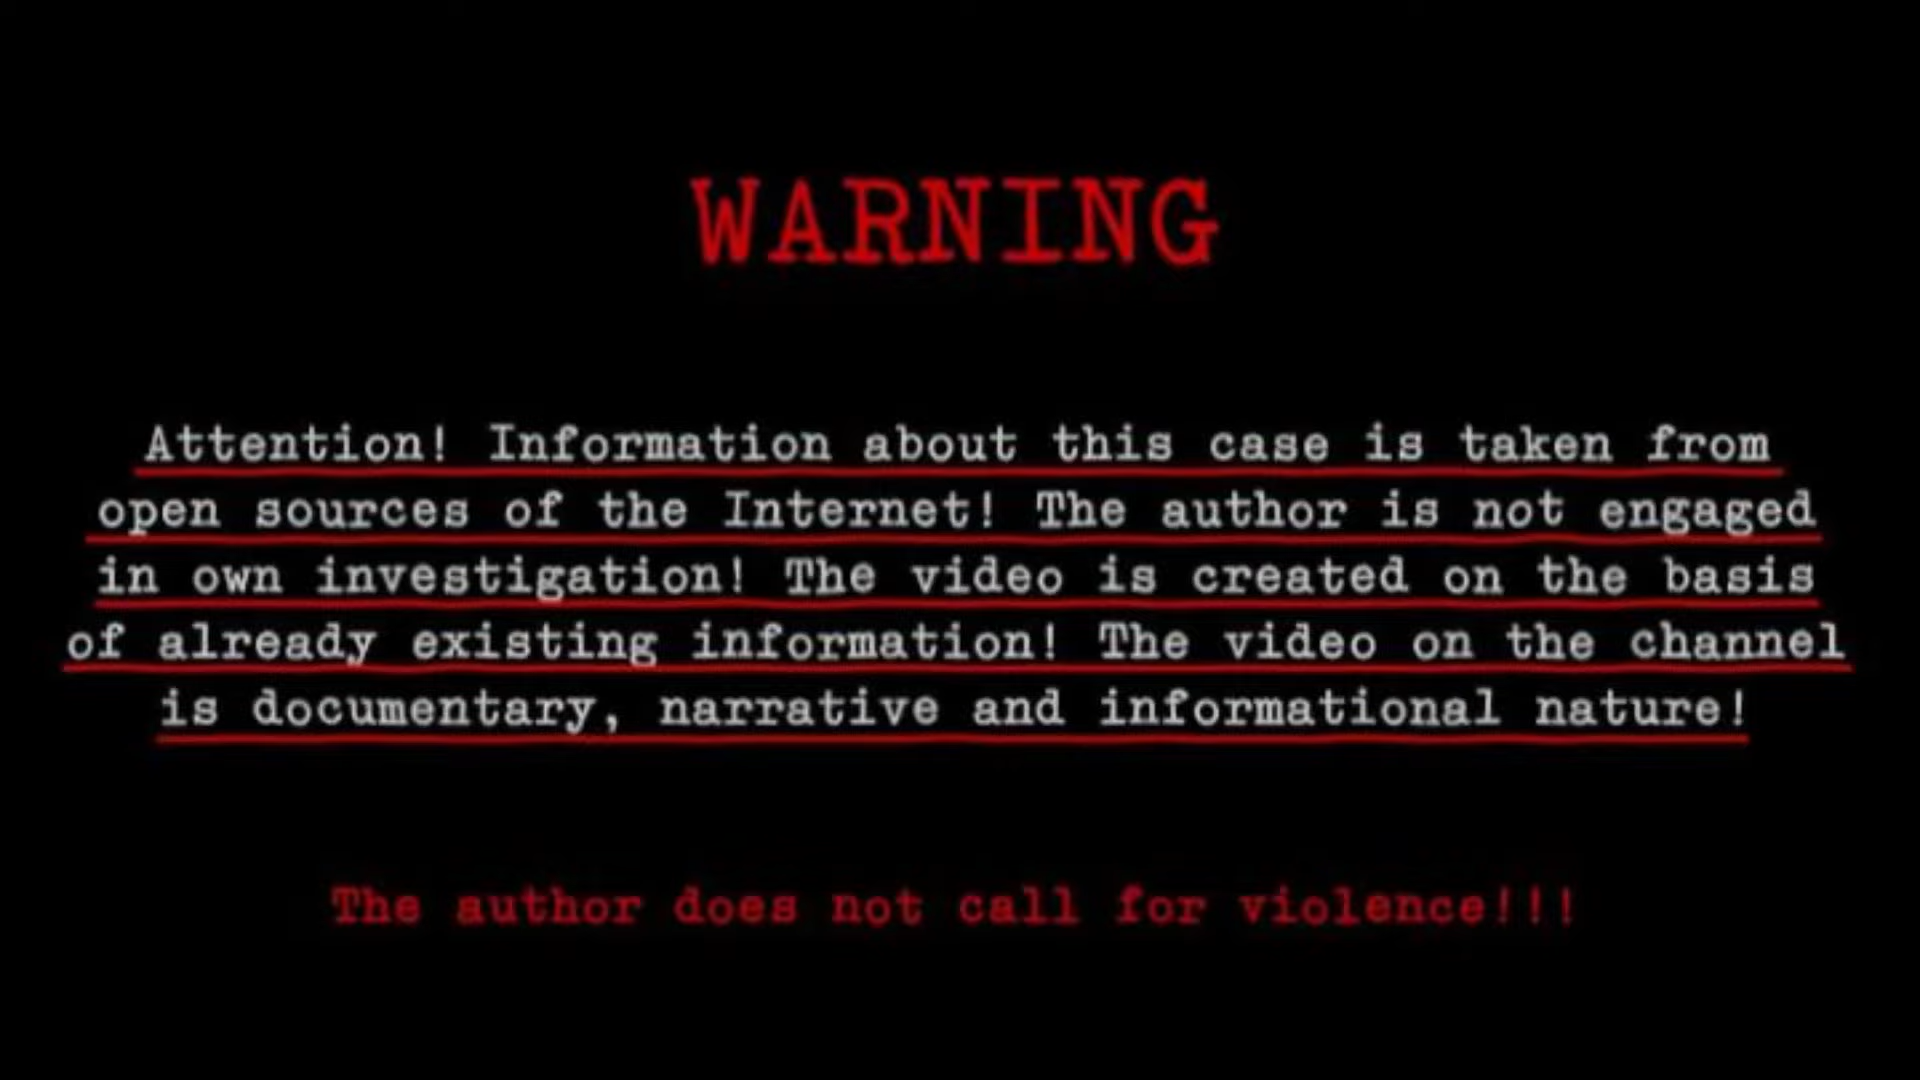 WARNING
Attention! Information about this case is taken from
open sources of the Internet! The author is not engaged
in own investigation! The video is created on the basis
of already existing information! The video on the channel
is documentary, narrative and informational nature!
The author does not call for violence!!!